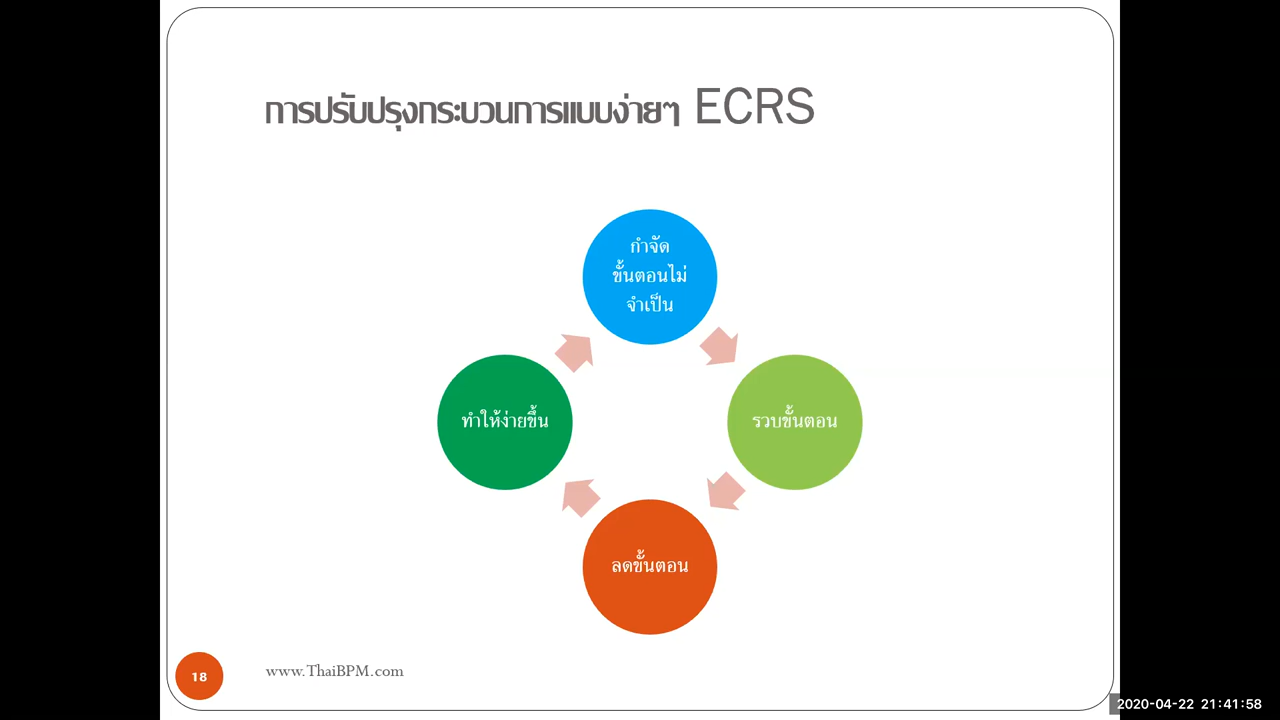 การปรับปรุงกระบวนการแบบง่ายๆ ECRS
กำจัด
ขั้นตอนไม่
จำเป็น
ทำให้ง่ายขึ้น
รวบขั้นตอน
ลดขั้นตอน
18
www.ThaiBPM.com
2020-04-22 21:41:58